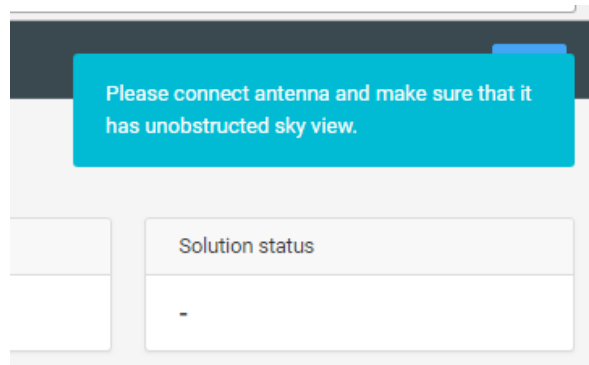 Please connect antenna and make sure that it
has unobstructed sky view.
Solution status
-